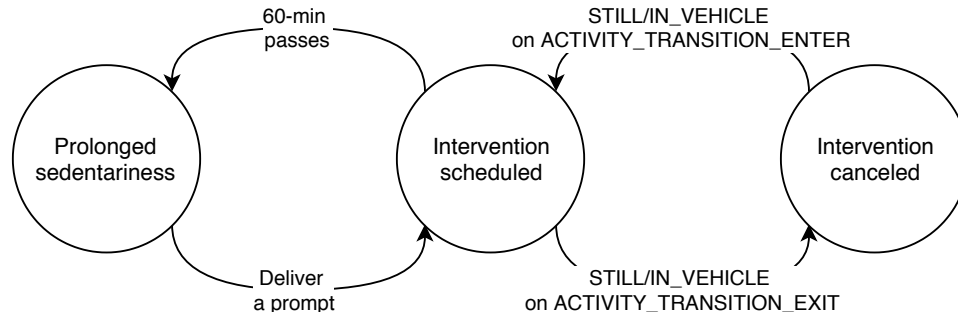 60-min
passes
STILL/IN_VEHICLE
on ACTIVITY_TRANSITION_ENTER
Prolonged
sedentariness
Intervention
scheduled
Intervention
canceled
Deliver
a prompt
STILL/IN_VEHICLE
on ACTIVITY_TRANSITION_EXIT